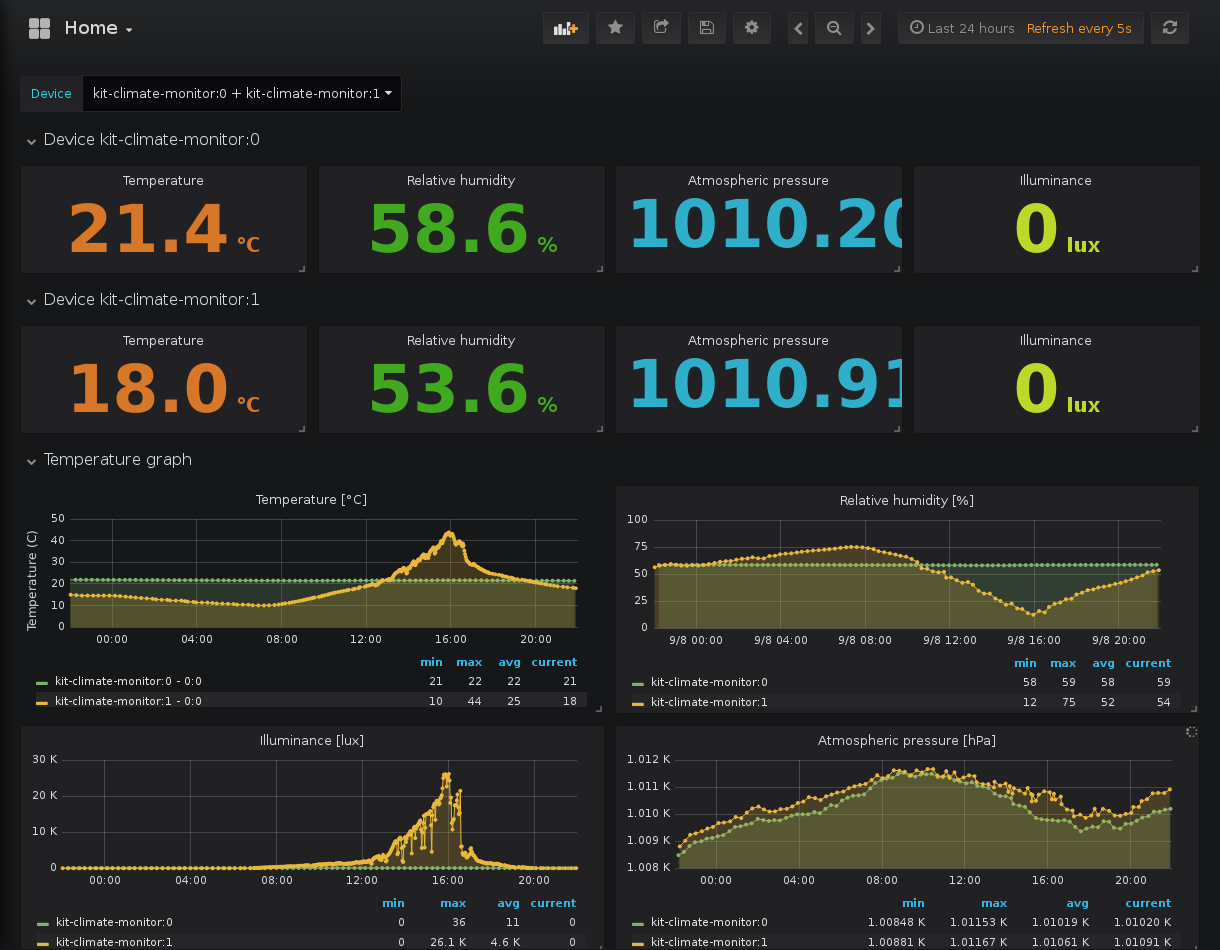 Home
Last 24 hours Refresh every 5s
Device kit-climate-monitor:0 + kit-climate-monitor:1
Device kit-climate-monitor:0
Temperature Relative humidity Atmospheric pressure Illuminance
21.4 °C 58.6 % 1010.20 0 lux
Device kit-climate-monitor:1
Temperature Relative humidity Atmospheric pressure Illuminance
18.0 °C 53.6 % 1010.91 0 lux
Temperature graph
Temperature [°C]
Temperature (C)
50
40
30
20
10
0
00:00 04:00 08:00 12:00 16:00 20:00
min max avg current
kit-climate-monitor:0 - 0:0 21 22 22 21
kit-climate-monitor:1 - 0:0 10 44 25 18
Relative humidity [%]
100
75
50
25
0
9/8 00:00 9/8 04:00 9/8 08:00 9/8 12:00 9/8 16:00 9/8 20:00
min max avg current
kit-climate-monitor:0 58 59 58 59
kit-climate-monitor:1 12 75 52 54
Illuminance [lux]
30 K
20 K
10 K
0
00:00 04:00 08:00 12:00 16:00 20:00
min max avg current
kit-climate-monitor:0 0 36 11 0
kit-climate-monitor:1 0 26.1 K 4.6 K 0
Atmospheric pressure [hPa]
1.012 K
1.011 K
1.010 K
1.009 K
1.008 K
00:00 04:00 08:00 12:00 16:00 20:00
min max avg current
kit-climate-monitor:0 1.00848 K 1.01153 K 1.01019 K 1.01020 K
kit-climate-monitor:1 1.00881 K 1.01167 K 1.01061 K 1.01091 K